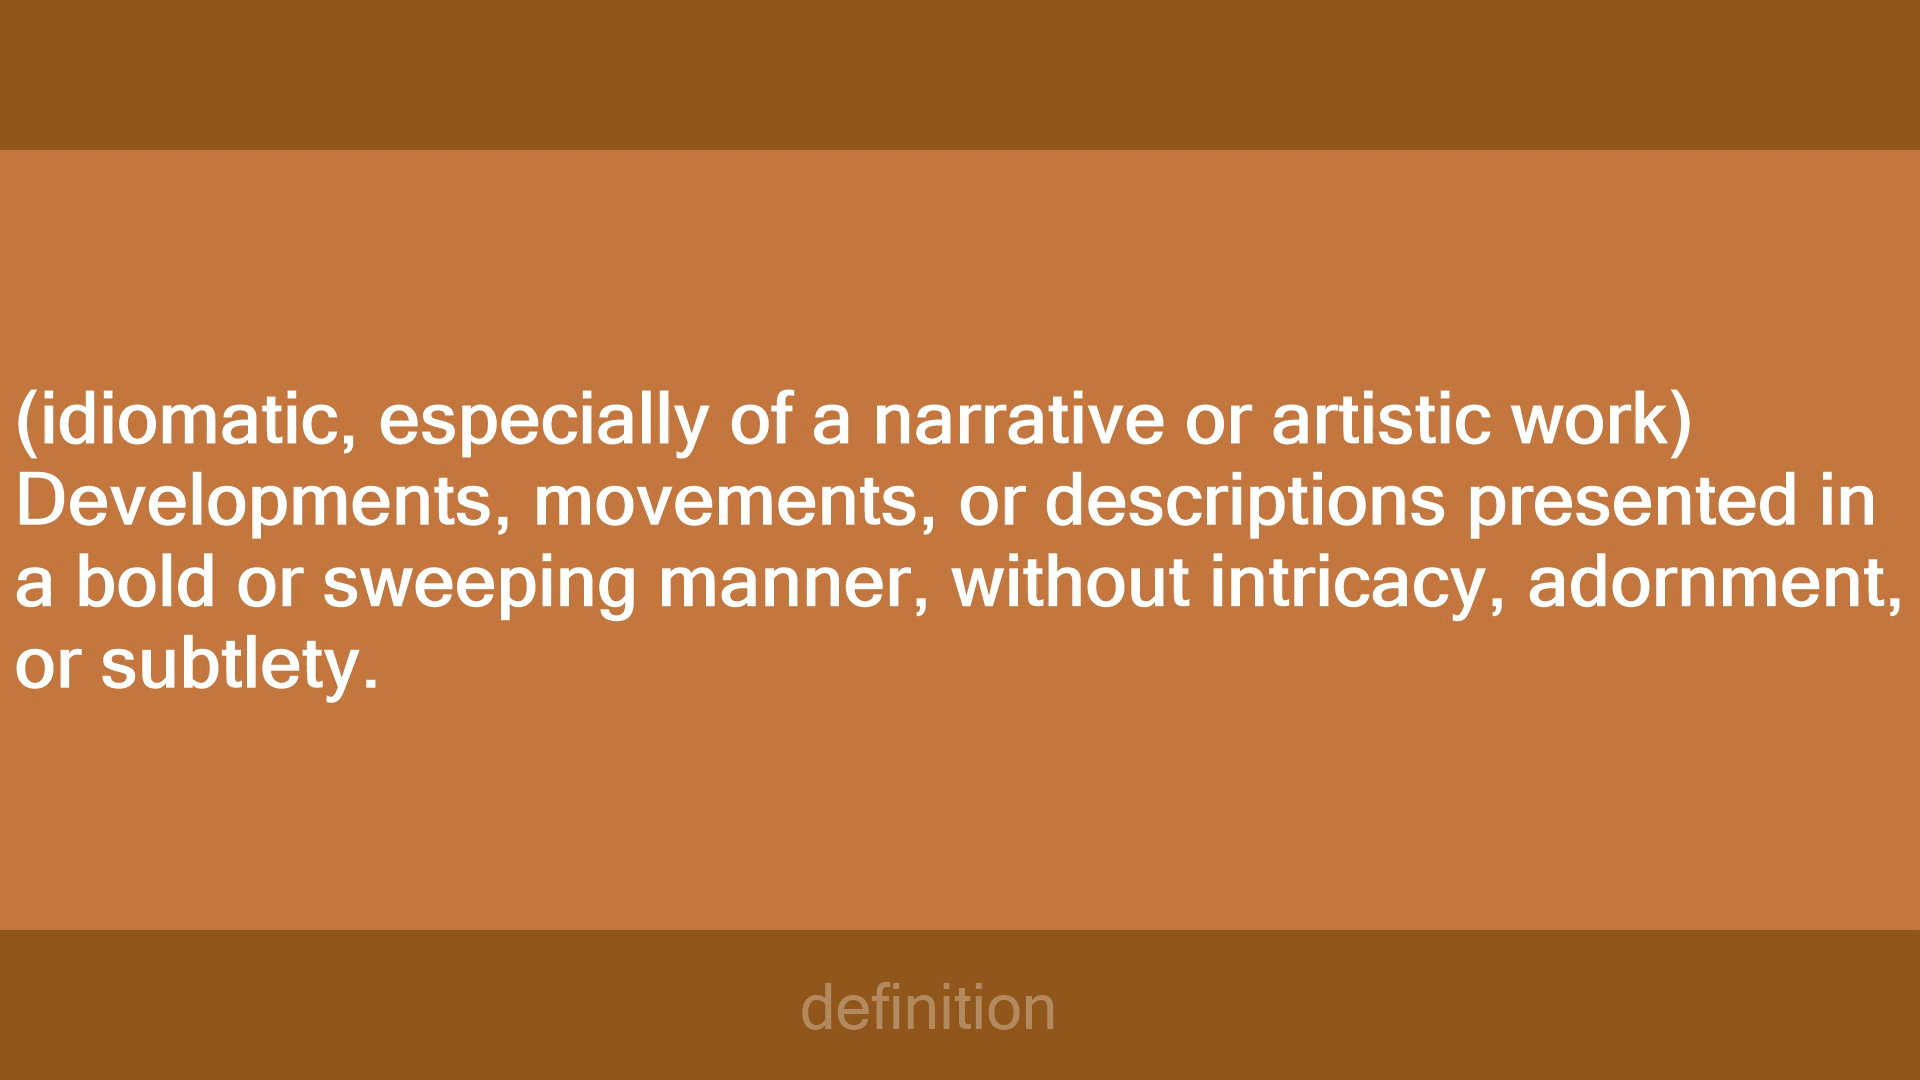 (idiomatic, especially of a narrative or artistic work)
Developments, movements, or descriptions presented in
a bold or sweeping manner, without intricacy, adornment,
or subtlety.
definition